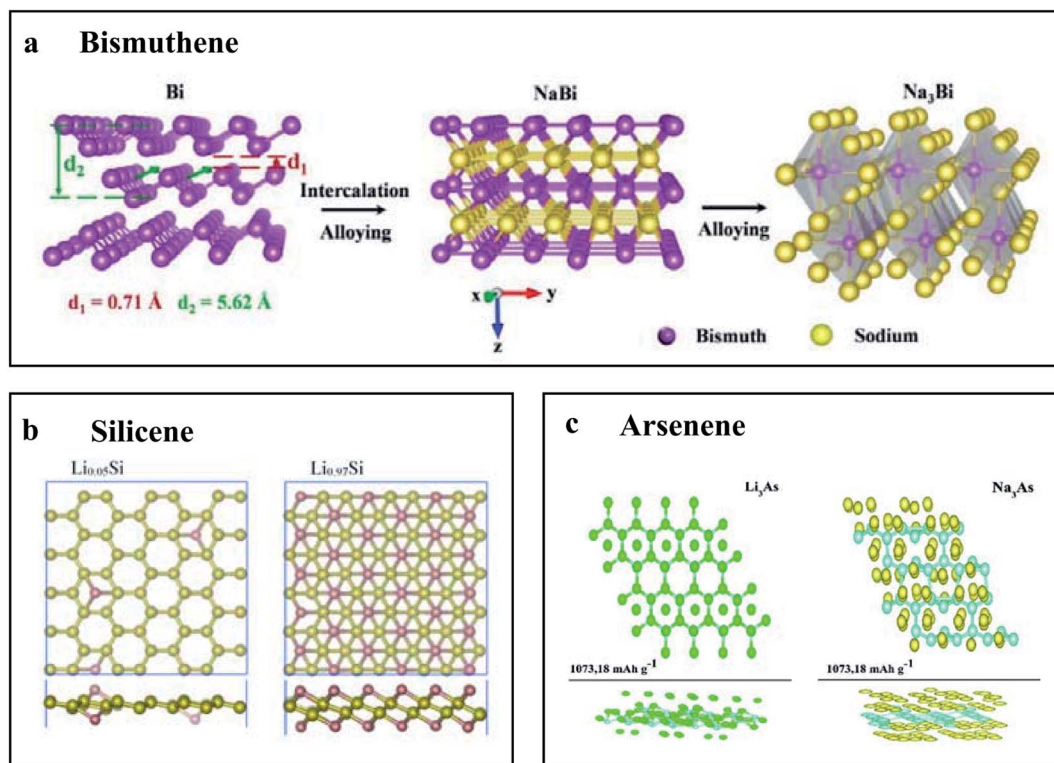 a Bismuthene
Bi
NaBi
Na₃Bi
d₂
d₁
Intercalation
Alloying
Alloying
d₁ = 0.71 Å d₂ = 5.62 Å
x
y
z
Bismuth
Sodium
b Silicene
Li₀.₀₅Si
Li₀.₉₇Si
c Arsenene
Li₃As
Na₃As
1073,18 mAh g⁻¹
1073,18 mAh g⁻¹